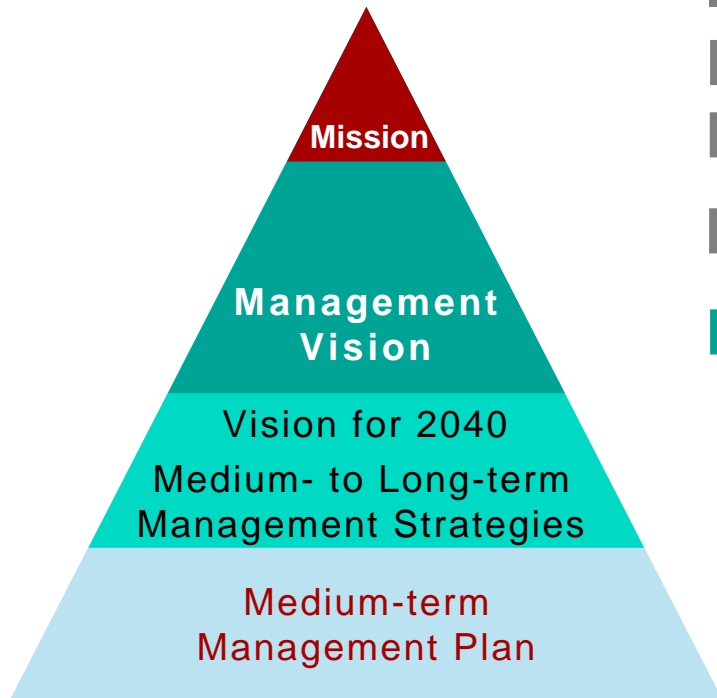 Mission
Management
Vision
Vision for 2040
Medium- to Long-term
Management Strategies
Medium-term
Management Plan